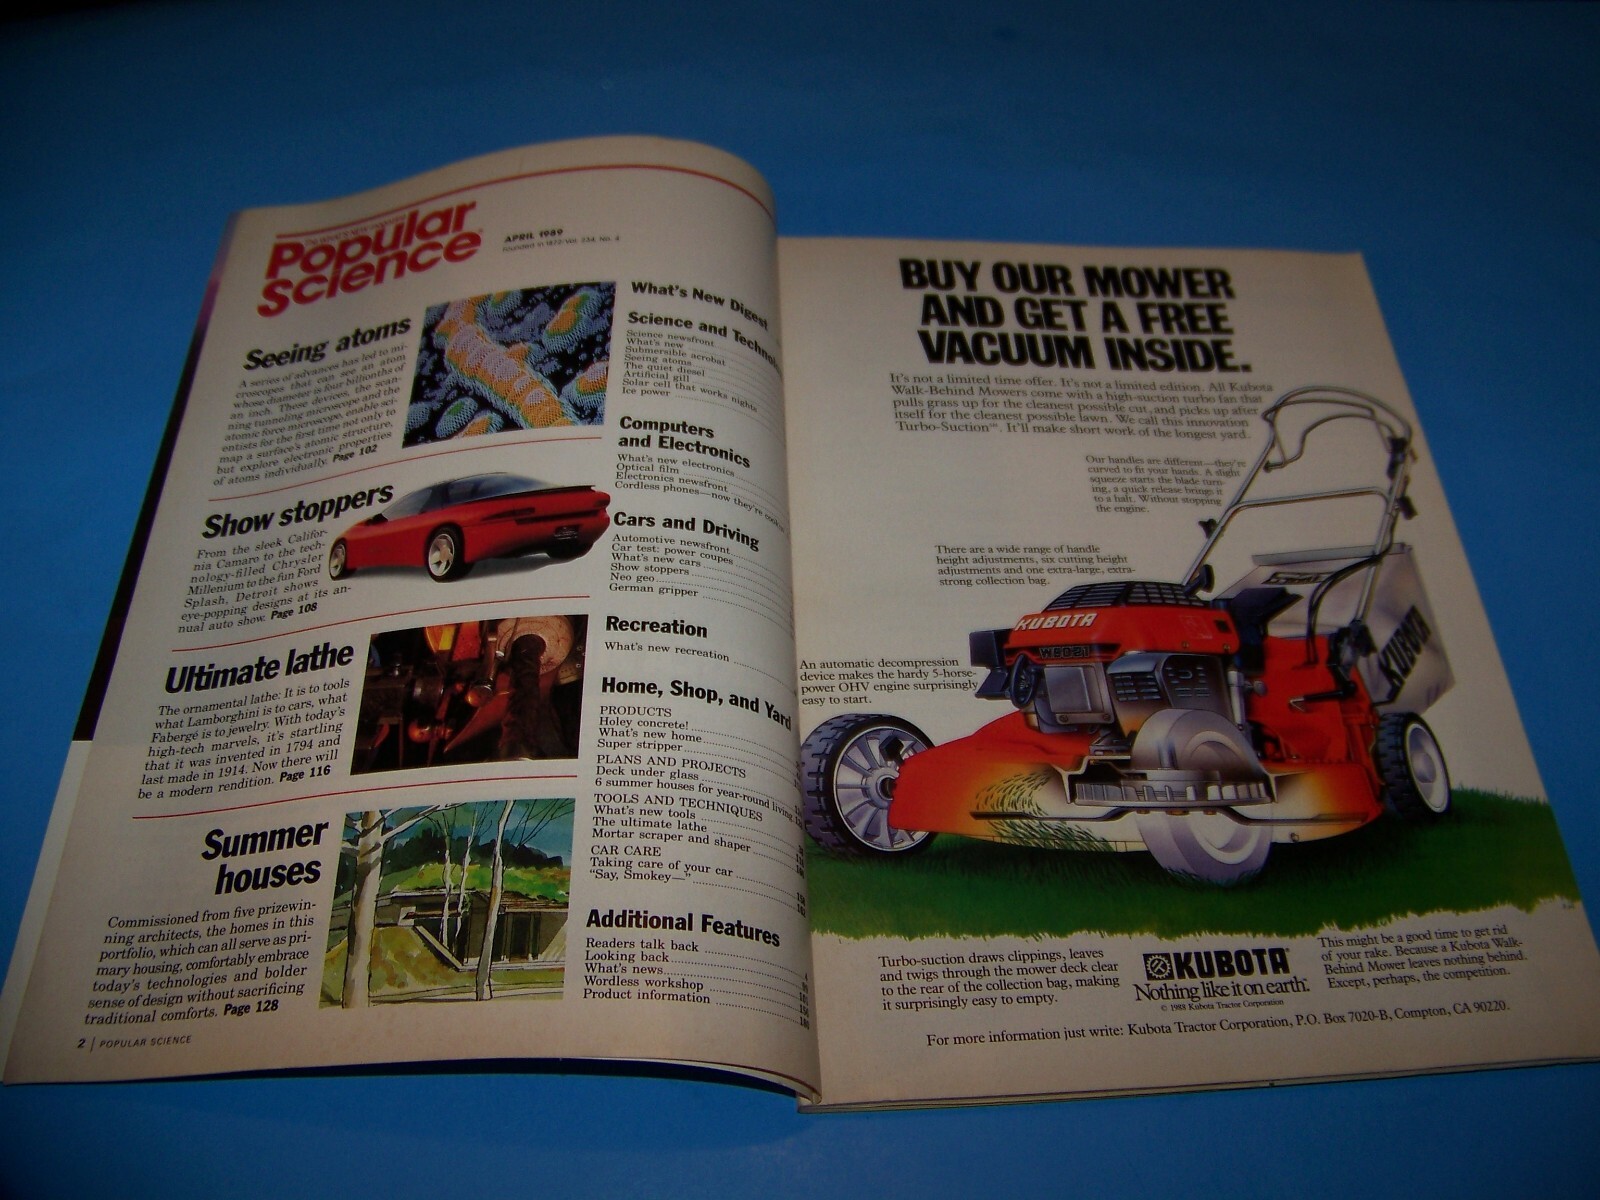 The What's New Magazine
Popular
Science
APRIL 1989
Founded in 1872/Vol. 234, No. 4
Seeing atoms
A series of advances has led to mi-
croscopes that can see an atom
whose diameter is four billionths of
an inch. These devices, the scan-
ning tunneling microscope and the
atomic force microscope, enable sci-
entists for the first time not only to
map a surface's atomic structure,
but explore electronic properties
of atoms individually. Page 102
Show stoppers
From the sleek Califor-
nia Camaro to the tech-
nology-filled Chrysler
Millenium to the fun Ford
Splash, Detroit shows
eye-popping designs at its an-
nual auto show. Page 108
Ultimate lathe
The ornamental lathe: It is to tools
what Lamborghini is to cars, what
Fabergé is to jewelry. With today's
high-tech marvels, it's startling
that it was invented in 1794 and
last made in 1914. Now there will
be a modern rendition. Page 116
Summer
houses
Commissioned from five prizewin-
ning architects, the homes in this
portfolio, which can all serve as pri-
mary housing, comfortably embrace
today's technologies and bolder
sense of design without sacrificing
traditional comforts. Page 128
2 | POPULAR SCIENCE
What's New Digest
Science and Technol
Science newsfront
What's new
Submersible acrobat
Seeing atoms
The quiet diesel
Artificial gill
Solar cell that works nights
Ice power
Computers
and Electronics
What's new electronics
Optical film
Electronics newsfront
Cordless phones—now they're
Cars and Driving
Automotive newsfront
Car test: power coupes
What's new cars
Show stoppers
Neo geo
German gripper
Recreation
What's new recreation
Home, Shop, and Yard
PRODUCTS
Holey concrete!
What's new home
Super stripper
PLANS AND PROJECTS
Deck under glass
6 summer houses for year-round living
TOOLS AND TECHNIQUES
What's new tools
The ultimate lathe
Mortar scraper and shaper
CAR CARE
Taking care of your car
"Say, Smokey—"
Additional Features
Readers talk back 4
Looking back
What's news
Wordless workshop
Product information
BUY OUR MOWER
AND GET A FREE
VACUUM INSIDE.
It's not a limited time offer. It's not a limited edition. All Kubota
Walk-Behind Mowers come with a high-suction turbo fan that
pulls grass up for the cleanest possible cut, and picks up after
itself for the cleanest possible lawn. We call this innovation
Turbo-Suction℠. It'll make short work of the longest yard.
Our handles are different—they're
curved to fit your hands. A slight
squeeze starts the blade turn-
ing, a quick release brings it
to a halt. Without stopping
the engine.
There are a wide range of handle
height adjustments, six cutting height
adjustments and one extra-large, extra-
strong collection bag.
An automatic decompression
device makes the hardy 5-horse-
power OHV engine surprisingly
easy to start.
KUBOTA
W5021
KUBOTA
Turbo-suction draws clippings, leaves
and twigs through the mower deck clear
to the rear of the collection bag, making
it surprisingly easy to empty.
KUBOTA®
Nothing like it on earth.
© 1988 Kubota Tractor Corporation
This might be a good time to get rid
of your rake. Because a Kubota Walk-
Behind Mower leaves nothing behind.
Except, perhaps, the competition.
For more information just write: Kubota Tractor Corporation, P.O. Box 7020-B, Compton, CA 90220.